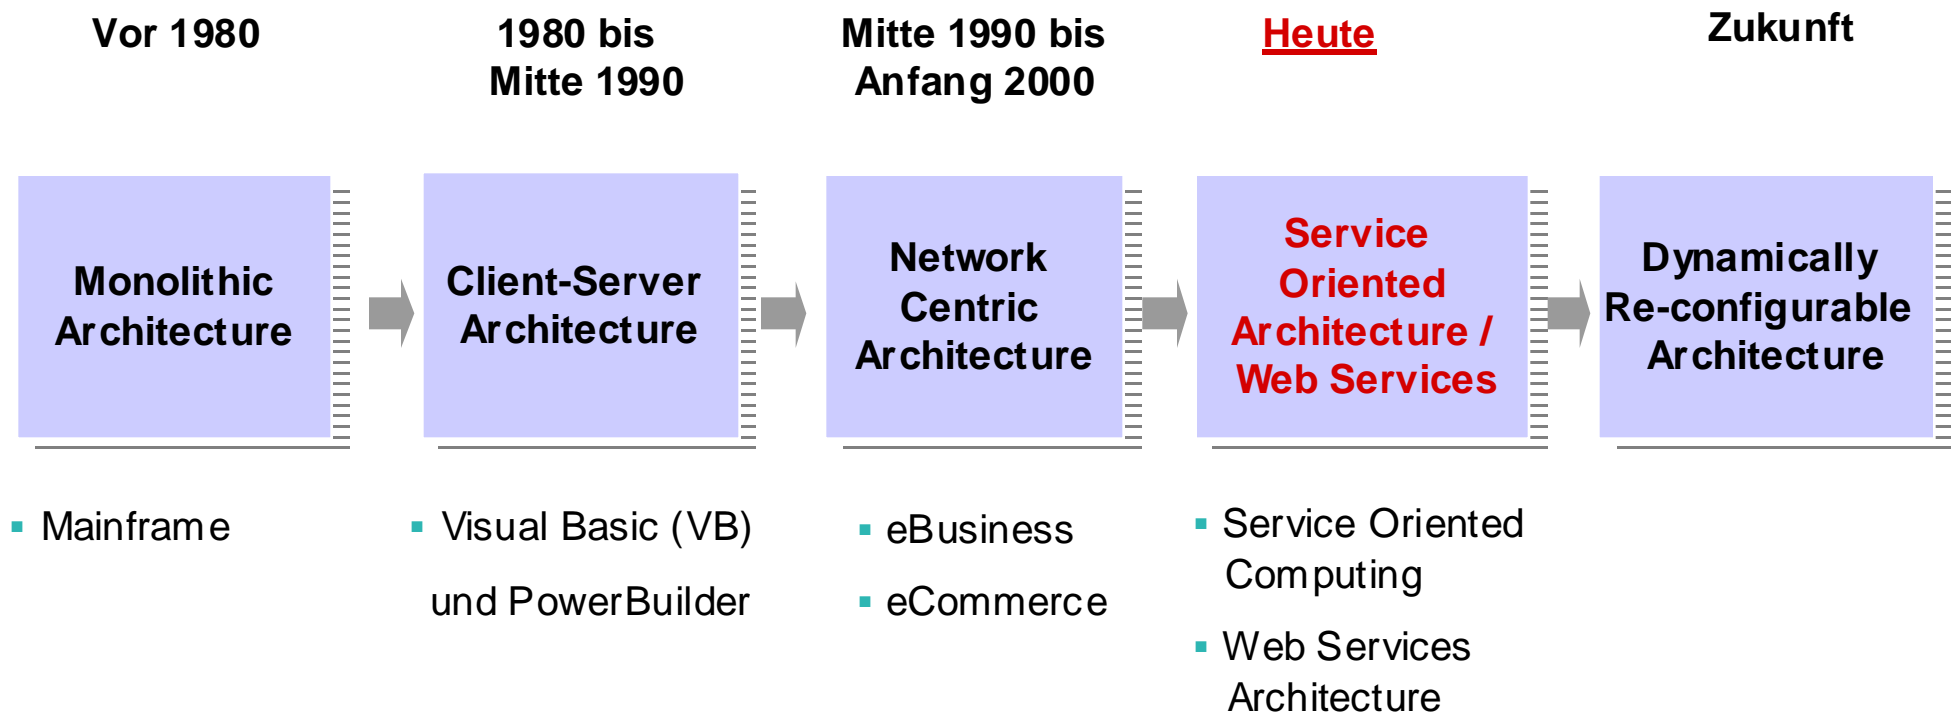 Vor 1980
1980 bis
Mitte 1990
Mitte 1990 bis
Anfang 2000
Heute
Zukunft
Monolithic
Architecture
Client-Server
Architecture
Network
Centric
Architecture
Service
Oriented
Architecture /
Web Services
Dynamically
Re-configurable
Architecture
▪ Mainframe
▪ Visual Basic (VB)
und PowerBuilder
▪ eBusiness
▪ eCommerce
▪ Service Oriented
Computing
▪ Web Services
Architecture